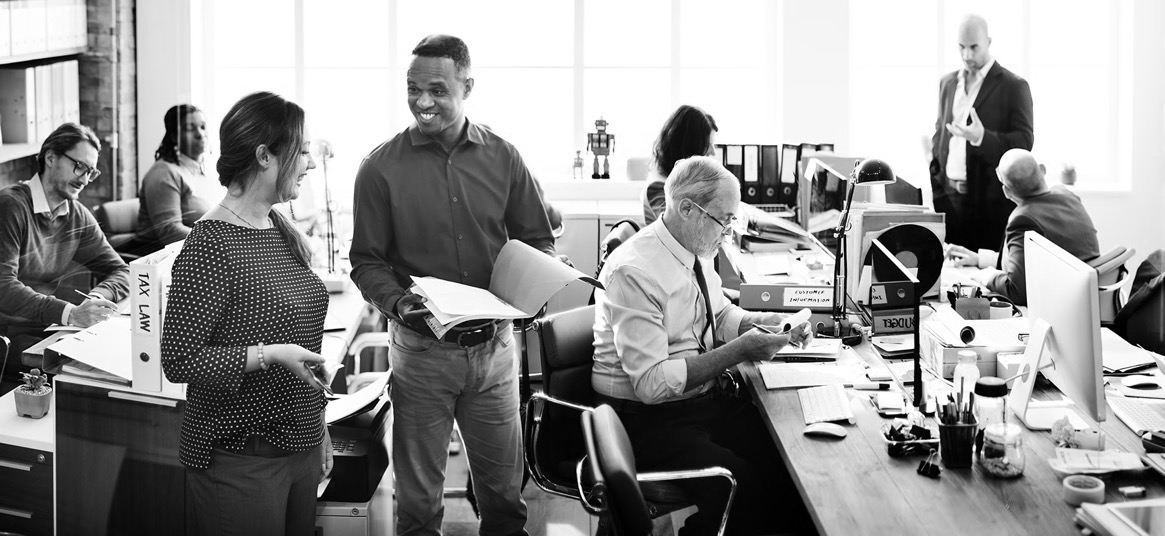 TAX LAW
CUSTOMER
INFORMATION
BUDGET